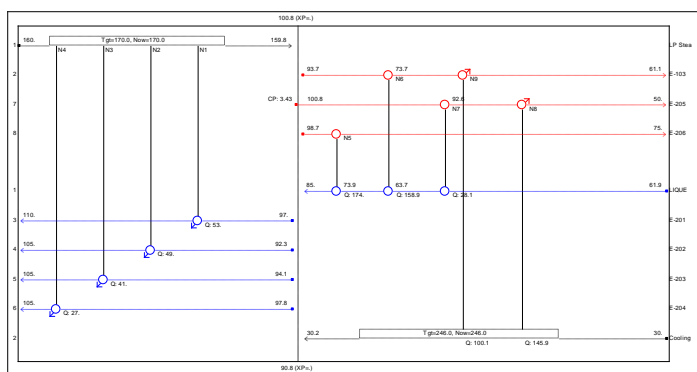 100.8 (XP=.)
1 160. N4 N3 N2 N1 Tgt=170.0, Now=170.0 159.8 LP Stea
2 93.7 73.7 N6 N9 61.1 E-103
7 CP: 3.43 100.8 92.6 N7 N8 50. E-205
8 98.7 N5 75. E-206
1 85. 73.9 63.7 61.9 LIQUE
Q: 174. Q: 158.9 Q: 28.1
3 110. 97. E-201
Q: 53.
4 105. 92.3 E-202
Q: 49.
5 105. 94.1 E-203
Q: 41.
6 105. 97.8 E-204
Q: 27.
2 30.2 Tgt=246.0, Now=246.0 30. Cooling
Q: 100.1 Q: 145.9
90.8 (XP=.)